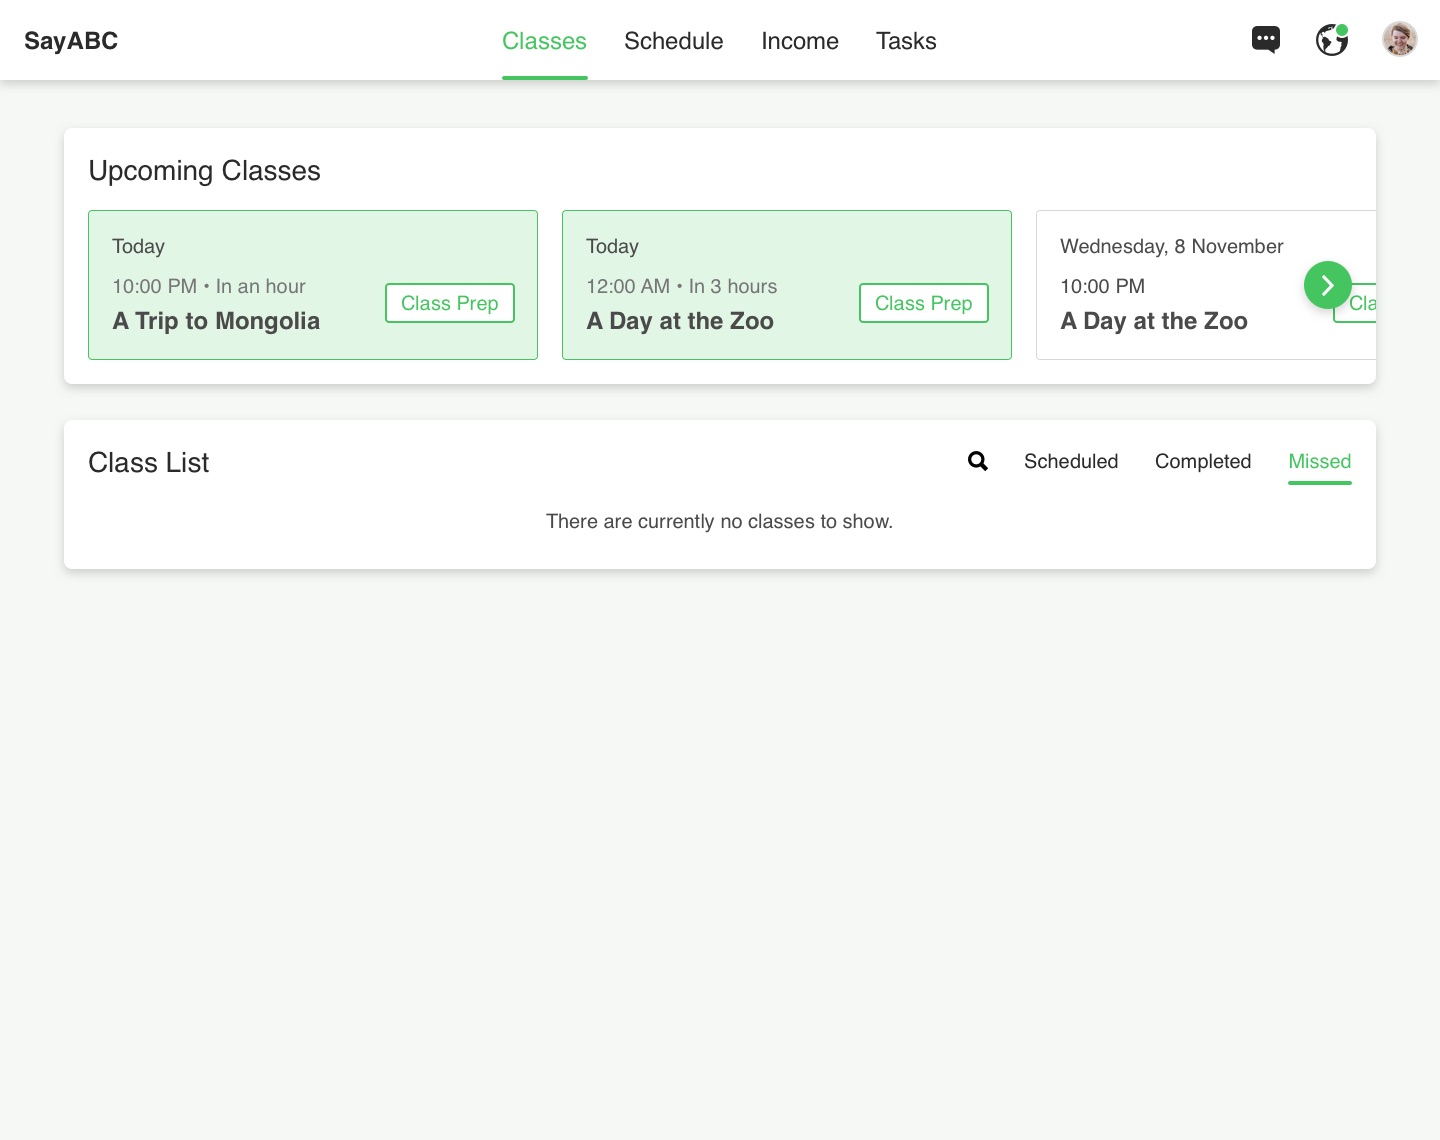 SayABC
Classes
Schedule
Income
Tasks
Upcoming Classes
Today
10:00 PM • In an hour
A Trip to Mongolia
Class Prep
Today
12:00 AM • In 3 hours
A Day at the Zoo
Class Prep
Wednesday, 8 November
10:00 PM
A Day at the Zoo
Cla
Class List
Scheduled
Completed
Missed
There are currently no classes to show.